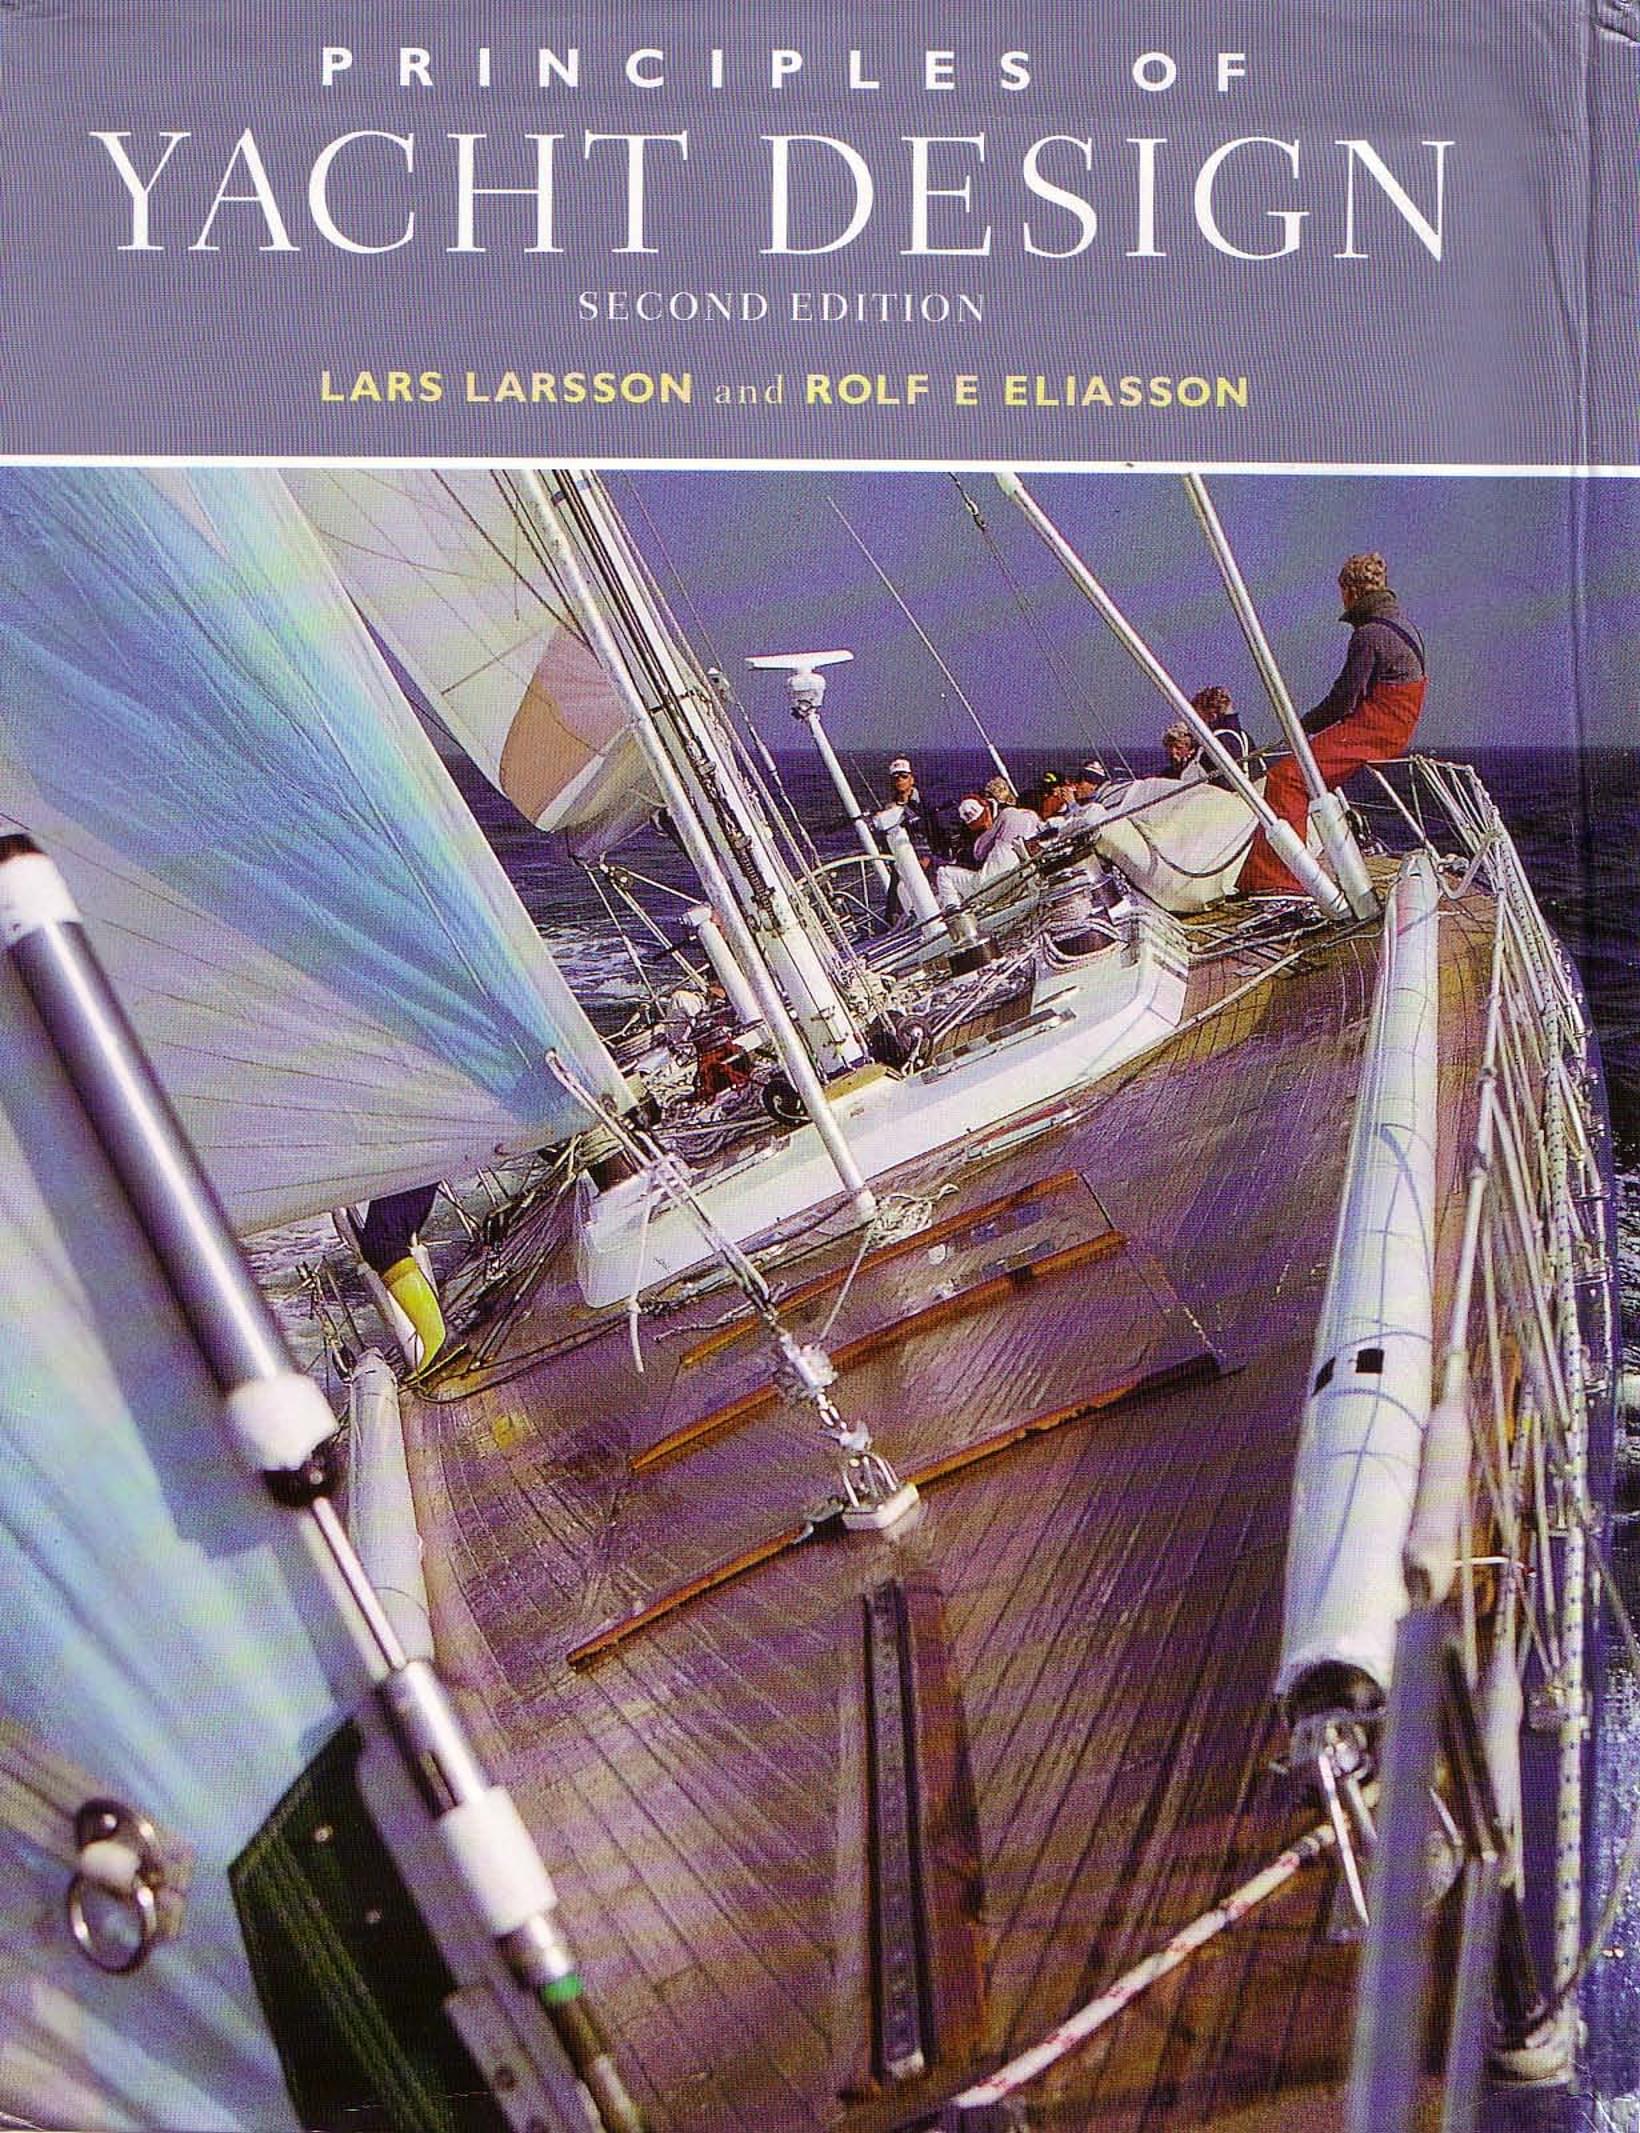 PRINCIPLES OF
YACHT DESIGN
SECOND EDITION
LARS LARSSON and ROLF E ELIASSON